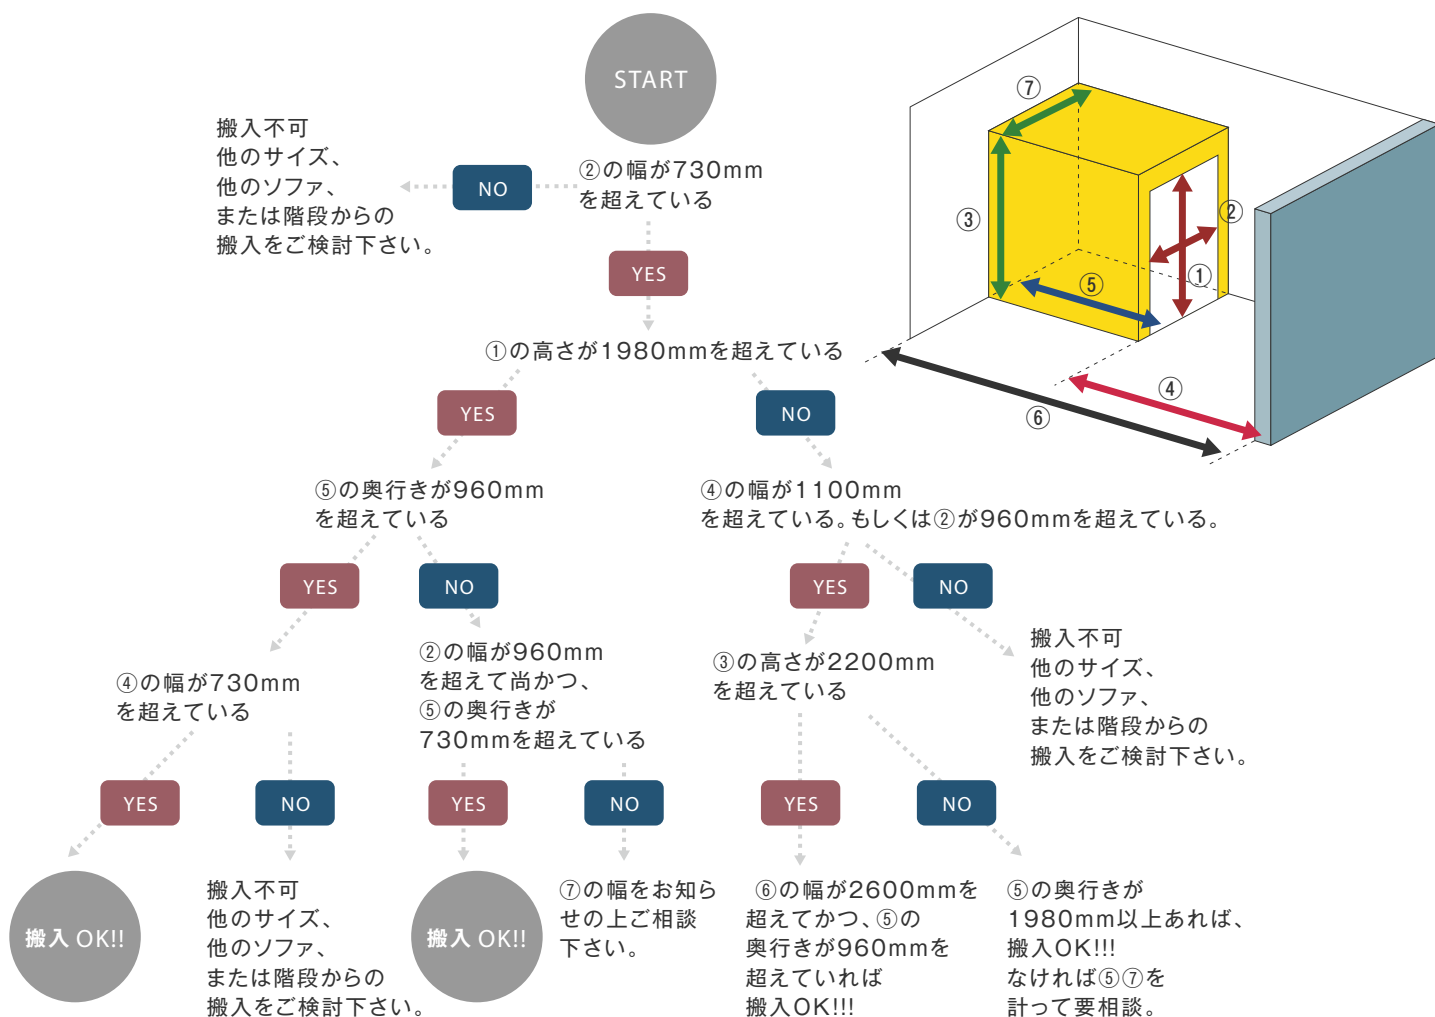 START
搬入不可
他のサイズ、
他のソファ、
または階段からの
搬入をご検討下さい。
NO
②の幅が730mm
を超えている
YES
①の高さが1980mmを超えている
YES
NO
⑤の奥行きが960mm
を超えている
④の幅が1100mm
を超えている。もしくは②が960mmを超えている。
YES
NO
YES
NO
④の幅が730mm
を超えている
②の幅が960mm
を超えて尚かつ、
⑤の奥行きが
730mmを超えている
③の高さが2200mm
を超えている
搬入不可
他のサイズ、
他のソファ、
または階段からの
搬入をご検討下さい。
YES
NO
YES
NO
YES
NO
搬入 OK!!
搬入不可
他のサイズ、
他のソファ、
または階段からの
搬入をご検討下さい。
搬入 OK!!
⑦の幅をお知ら
せの上ご相談
下さい。
⑥の幅が2600mmを
超えてかつ、⑤の
奥行きが960mmを
超えていれば
搬入OK!!!
⑤の奥行きが
1980mm以上あれば、
搬入OK!!!
なければ⑤⑦を
計って要相談。
⑦
③
②
①
⑤
④
⑥